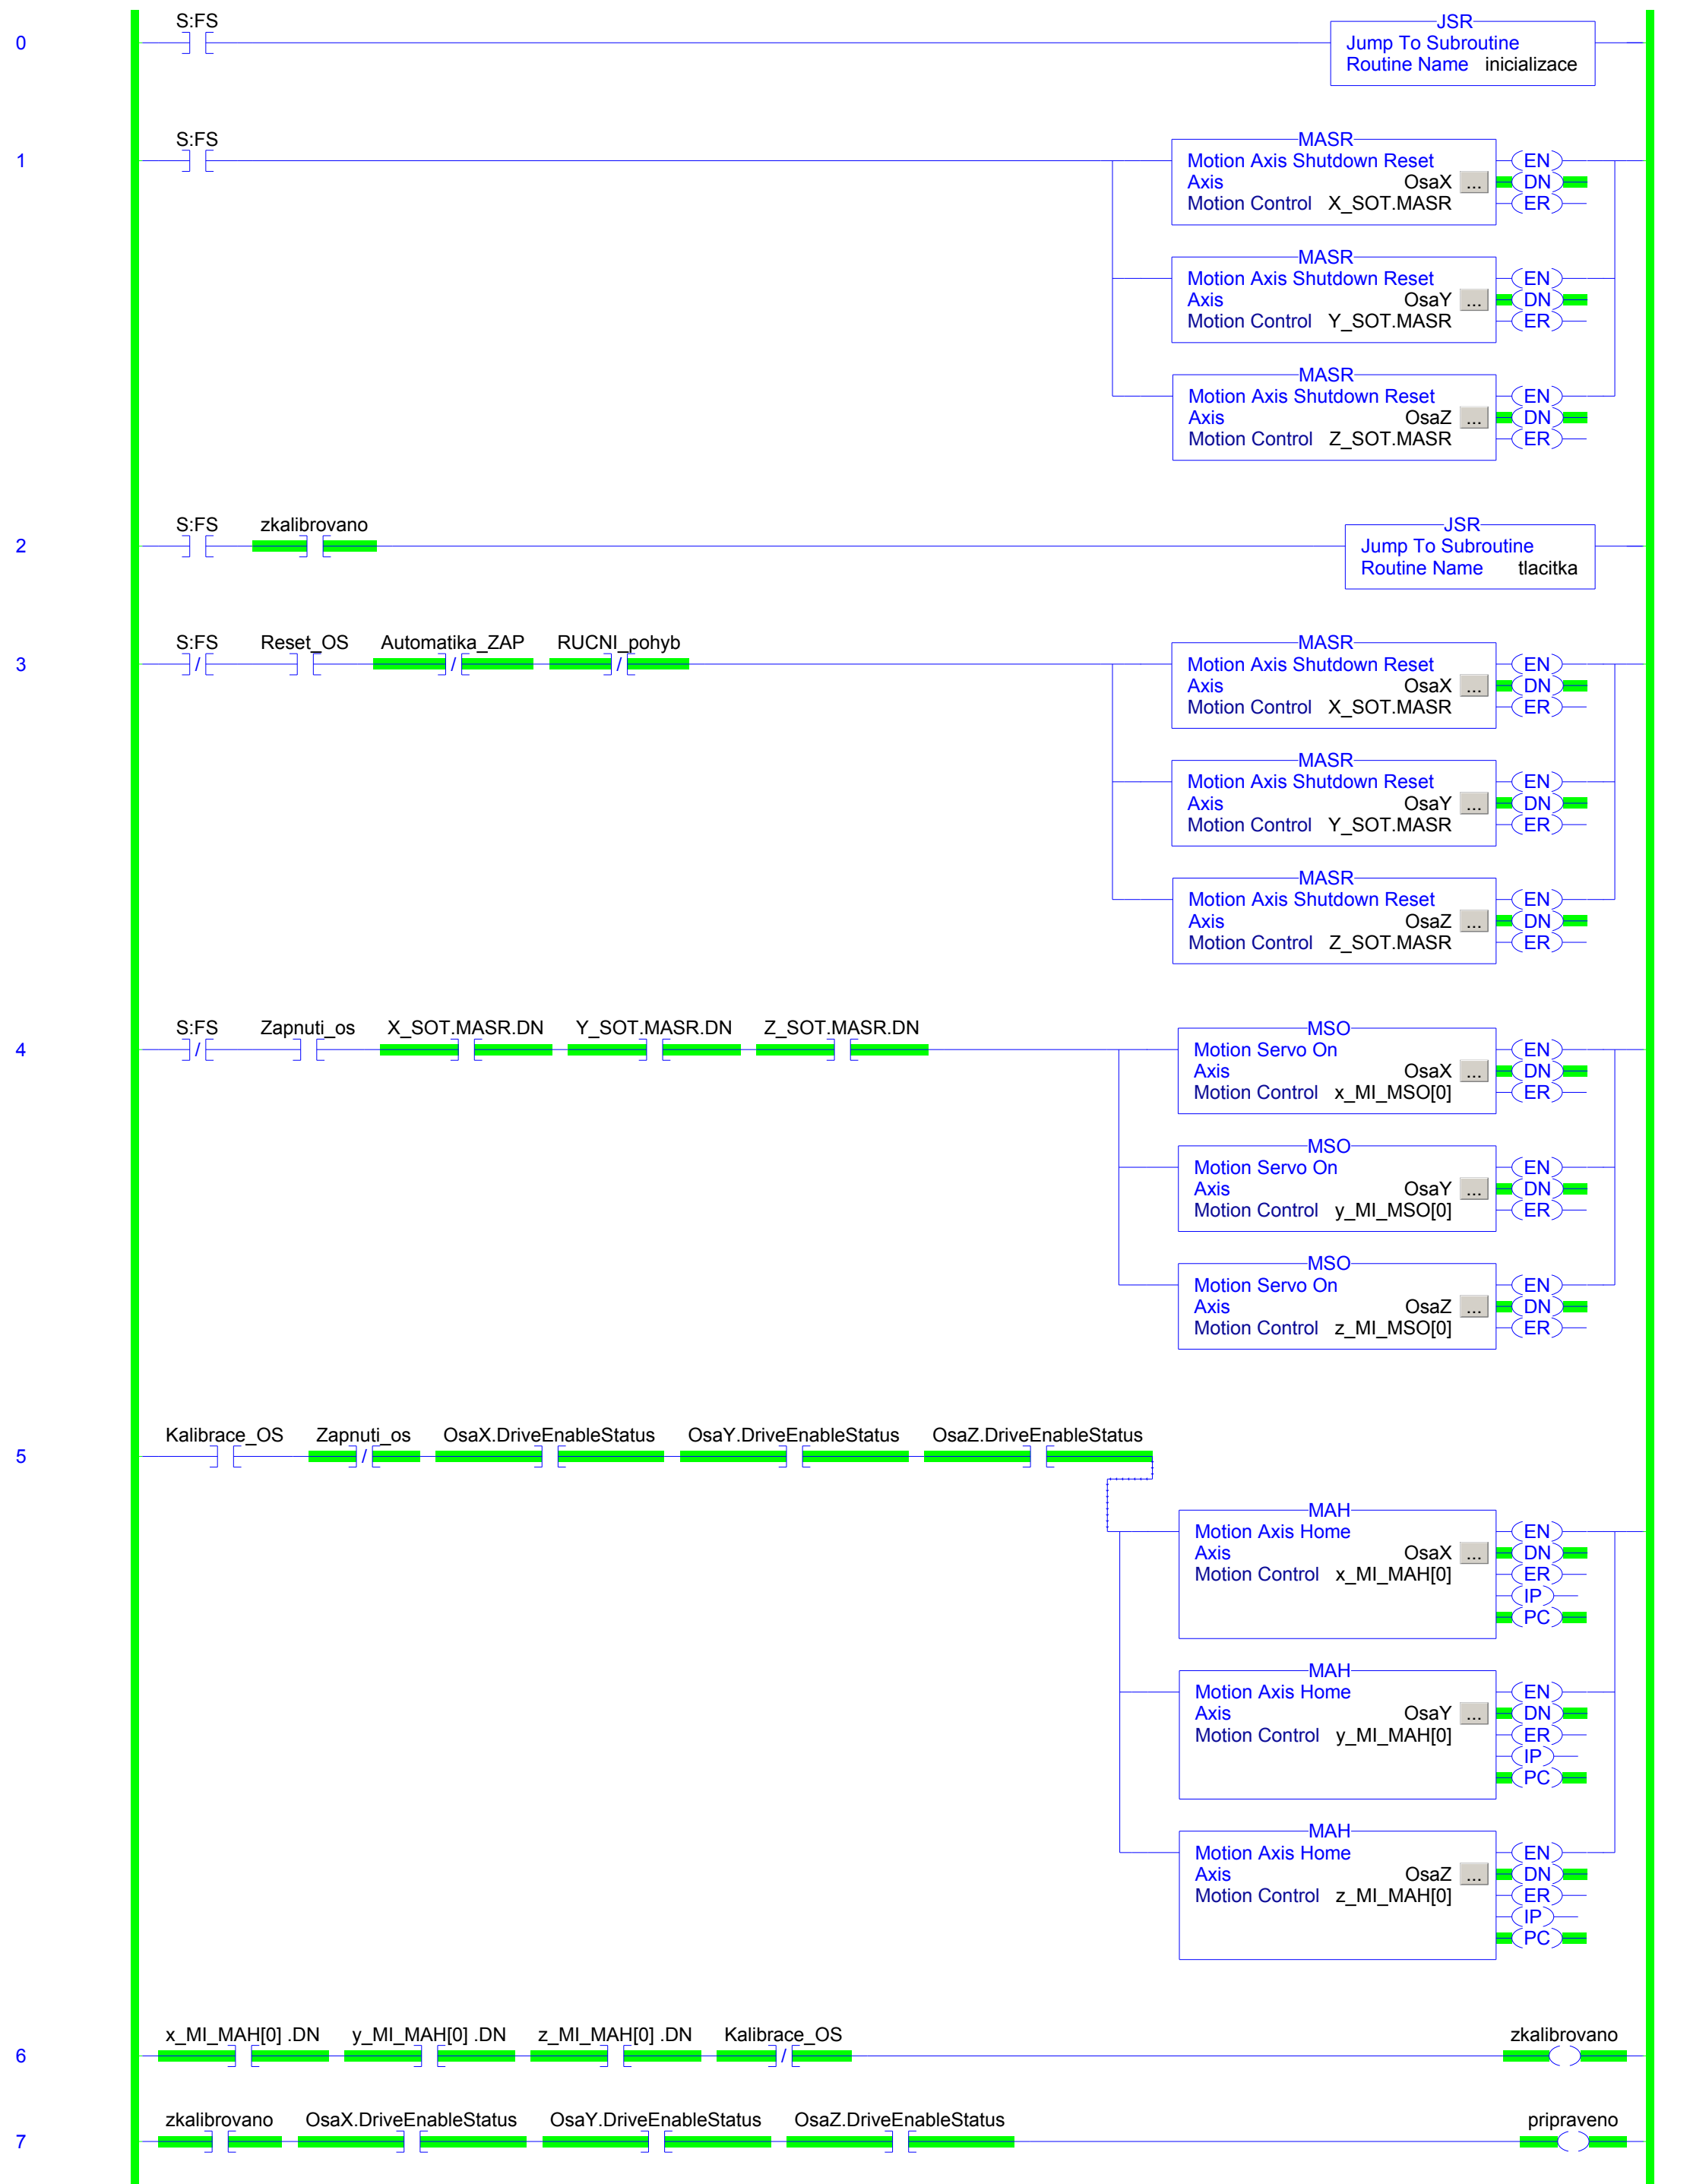 0
S:FS
JSR
Jump To Subroutine
Routine Name inicializace
1
S:FS
MASR
Motion Axis Shutdown Reset
Axis OsaX ...
Motion Control X_SOT.MASR
EN
DN
ER
MASR
Motion Axis Shutdown Reset
Axis OsaY ...
Motion Control Y_SOT.MASR
EN
DN
ER
MASR
Motion Axis Shutdown Reset
Axis OsaZ ...
Motion Control Z_SOT.MASR
EN
DN
ER
2
S:FS zkalibrovano
JSR
Jump To Subroutine
Routine Name tlacitka
3
S:FS Reset_OS Automatika_ZAP RUCNI_pohyb
/ / /
MASR
Motion Axis Shutdown Reset
Axis OsaX ...
Motion Control X_SOT.MASR
EN
DN
ER
MASR
Motion Axis Shutdown Reset
Axis OsaY ...
Motion Control Y_SOT.MASR
EN
DN
ER
MASR
Motion Axis Shutdown Reset
Axis OsaZ ...
Motion Control Z_SOT.MASR
EN
DN
ER
4
S:FS Zapnuti_os X_SOT.MASR.DN Y_SOT.MASR.DN Z_SOT.MASR.DN
/
MSO
Motion Servo On
Axis OsaX ...
Motion Control x_MI_MSO[0]
EN
DN
ER
MSO
Motion Servo On
Axis OsaY ...
Motion Control y_MI_MSO[0]
EN
DN
ER
MSO
Motion Servo On
Axis OsaZ ...
Motion Control z_MI_MSO[0]
EN
DN
ER
5
Kalibrace_OS Zapnuti_os OsaX.DriveEnableStatus OsaY.DriveEnableStatus OsaZ.DriveEnableStatus
/
MAH
Motion Axis Home
Axis OsaX ...
Motion Control x_MI_MAH[0]
EN
DN
ER
IP
PC
MAH
Motion Axis Home
Axis OsaY ...
Motion Control y_MI_MAH[0]
EN
DN
ER
IP
PC
MAH
Motion Axis Home
Axis OsaZ ...
Motion Control z_MI_MAH[0]
EN
DN
ER
IP
PC
6
x_MI_MAH[0] .DN y_MI_MAH[0] .DN z_MI_MAH[0] .DN Kalibrace_OS zkalibrovano
/
7
zkalibrovano OsaX.DriveEnableStatus OsaY.DriveEnableStatus OsaZ.DriveEnableStatus pripraveno